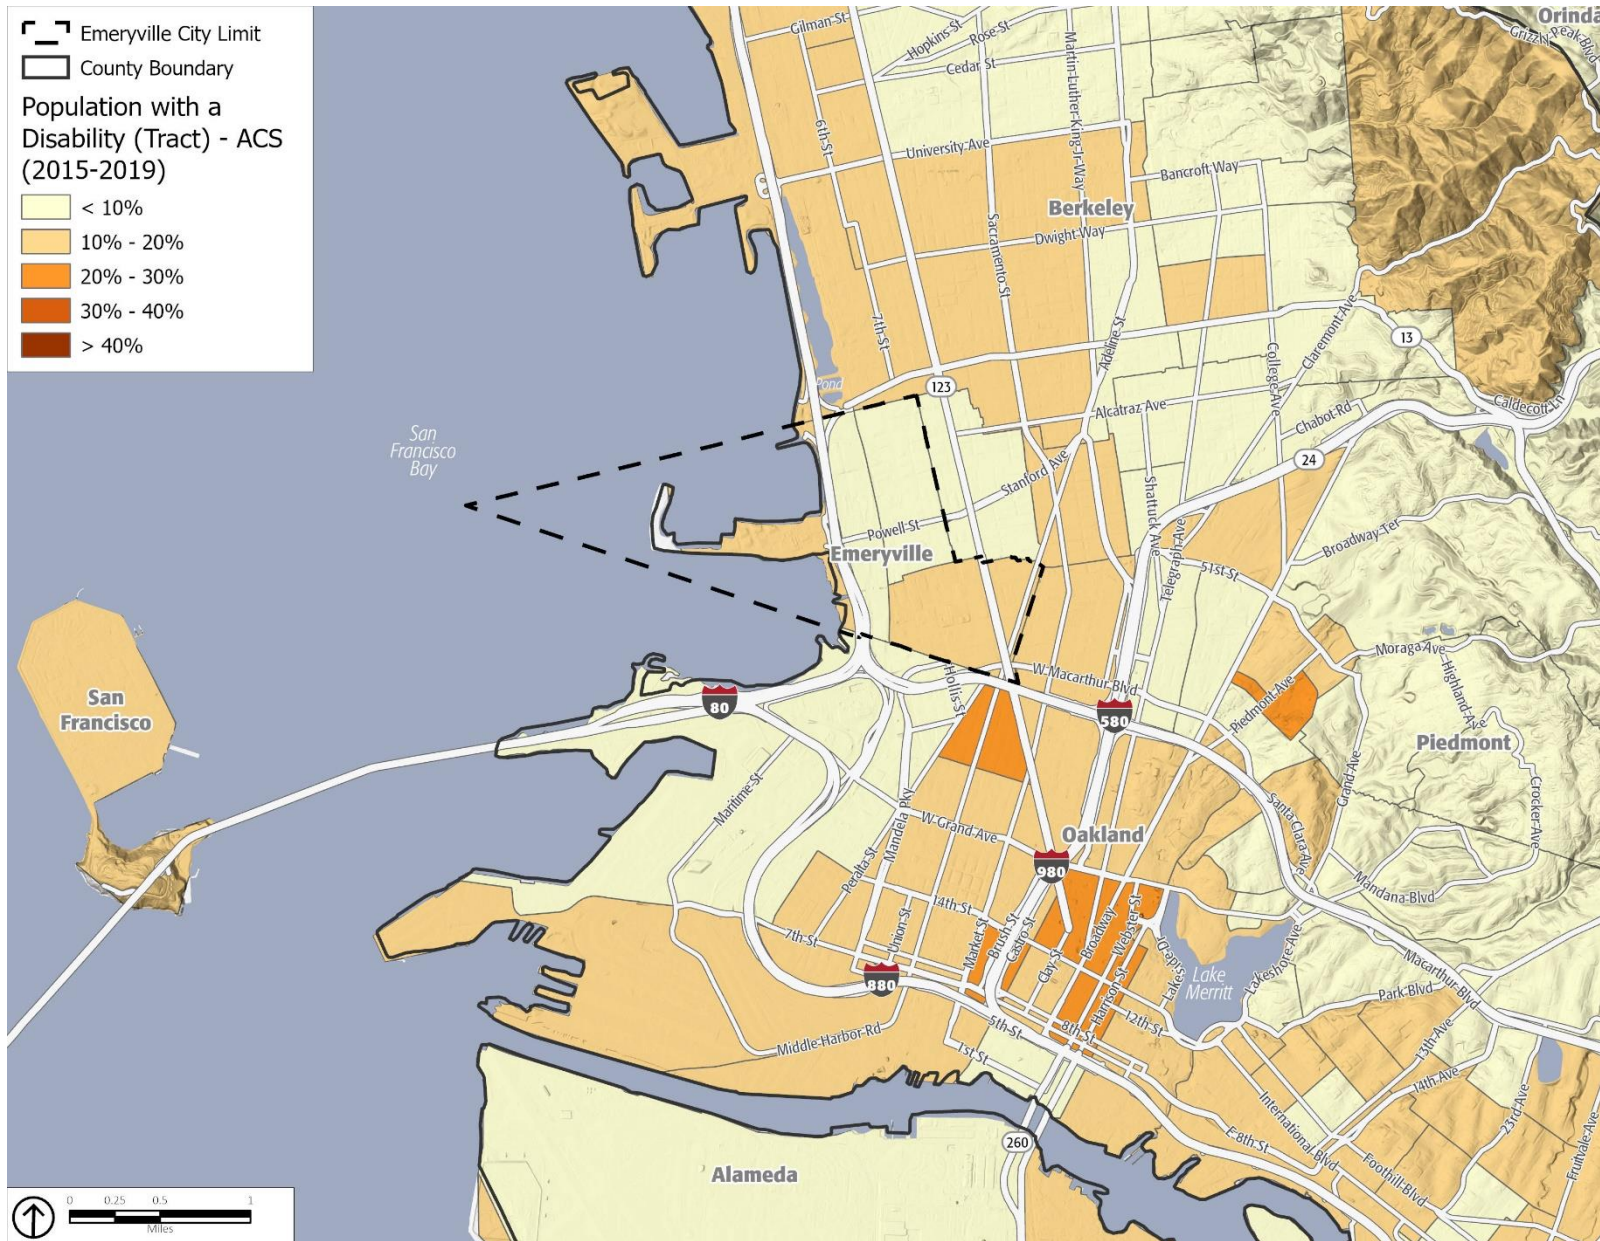 Emeryville City Limit
County Boundary
Population with a
Disability (Tract) - ACS
(2015-2019)
< 10%
10% - 20%
20% - 30%
30% - 40%
> 40%
Gilman St
Hopkins St
Rose St
Cedar St
Martin Luther King Jr Way
Orinda
Grizzly Peak Blvd
6th St
University Ave
Bancroft Way
Berkeley
Dwight Way
Sacramento St
7th St
Adeline St
College Ave
Claremont Ave
13
Pond
123
Alcatraz Ave
Chabot Rd
Caldecott Ln
24
San
Francisco
Bay
Stanford Ave
Shattuck Ave
Telegraph Ave
Powell St
Emeryville
Broadway Ter
51st St
San
Francisco
80
Hollis St
W Macarthur Blvd
580
Piedmont Ave
Moraga Ave
Highland Ave
Piedmont
Crocker Ave
Grand Ave
Maritime St
Mandela Pky
W Grand Ave
Oakland
Santa Clara Ave
Peralta St
980
Mandana Blvd
14th St
Union St
7th St
Market St
Brush St
Castro St
Clay St
Broadway
Webster St
Harrison St
Lakeside Dr
Lake
Merritt
Lakeshore Ave
Macarthur Blvd
Park Blvd
880
5th St
8th St
12th St
1st St
Middle Harbor Rd
13th Ave
14th Ave
23rd Ave
International Blvd
E 8th St
Foothill Blvd
Fruitvale Ave
260
Alameda
0 0.25 0.5 1
Miles